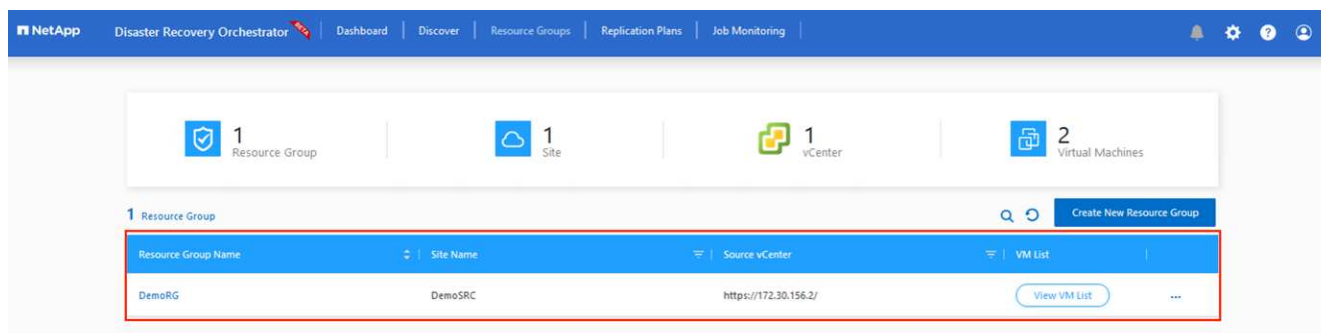 NetApp Disaster Recovery Orchestrator Dashboard Discover Resource Groups Replication Plans Job Monitoring
1 Resource Group
1 Site
1 vCenter
2 Virtual Machines
1 Resource Group Create New Resource Group
Resource Group Name Site Name Source vCenter VM List
DemoRG DemoSRC https://172.30.156.2/ View VM List ...